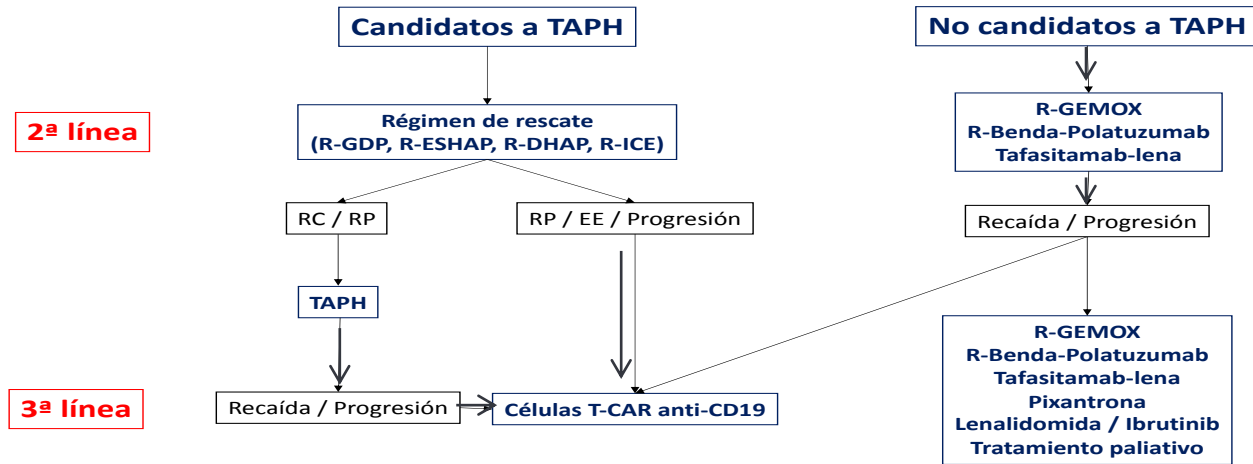 Candidatos a TAPH
No candidatos a TAPH
2ª línea
Régimen de rescate
(R-GDP, R-ESHAP, R-DHAP, R-ICE)
R-GEMOX
R-Benda-Polatuzumab
Tafasitamab-lena
RC / RP
RP / EE / Progresión
Recaída / Progresión
TAPH
3ª línea
Recaída / Progresión
Células T-CAR anti-CD19
R-GEMOX
R-Benda-Polatuzumab
Tafasitamab-lena
Pixantrona
Lenalidomida / Ibrutinib
Tratamiento paliativo